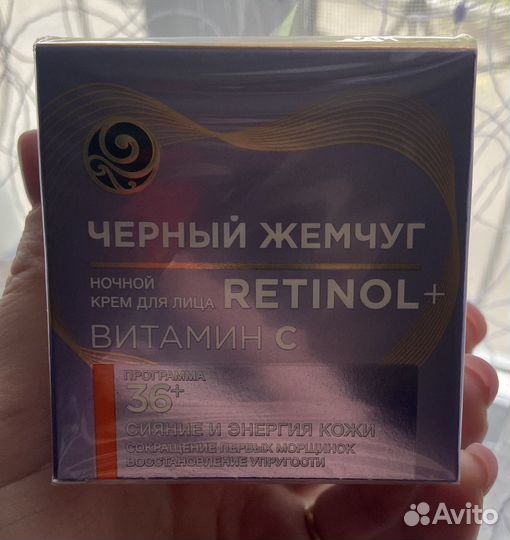 ЧЕРНЫЙ ЖЕМЧУГ
НОЧНОЙ
КРЕМ ДЛЯ ЛИЦА RETINOL+
ВИТАМИН С
ПРОГРАММА
36+
СИЯНИЕ И ЭНЕРГИЯ КОЖИ
СОКРАЩЕНИЕ ПЕРВЫХ МОРЩИНОК
ВОССТАНОВЛЕНИЕ УПРУГОСТИ
Avito